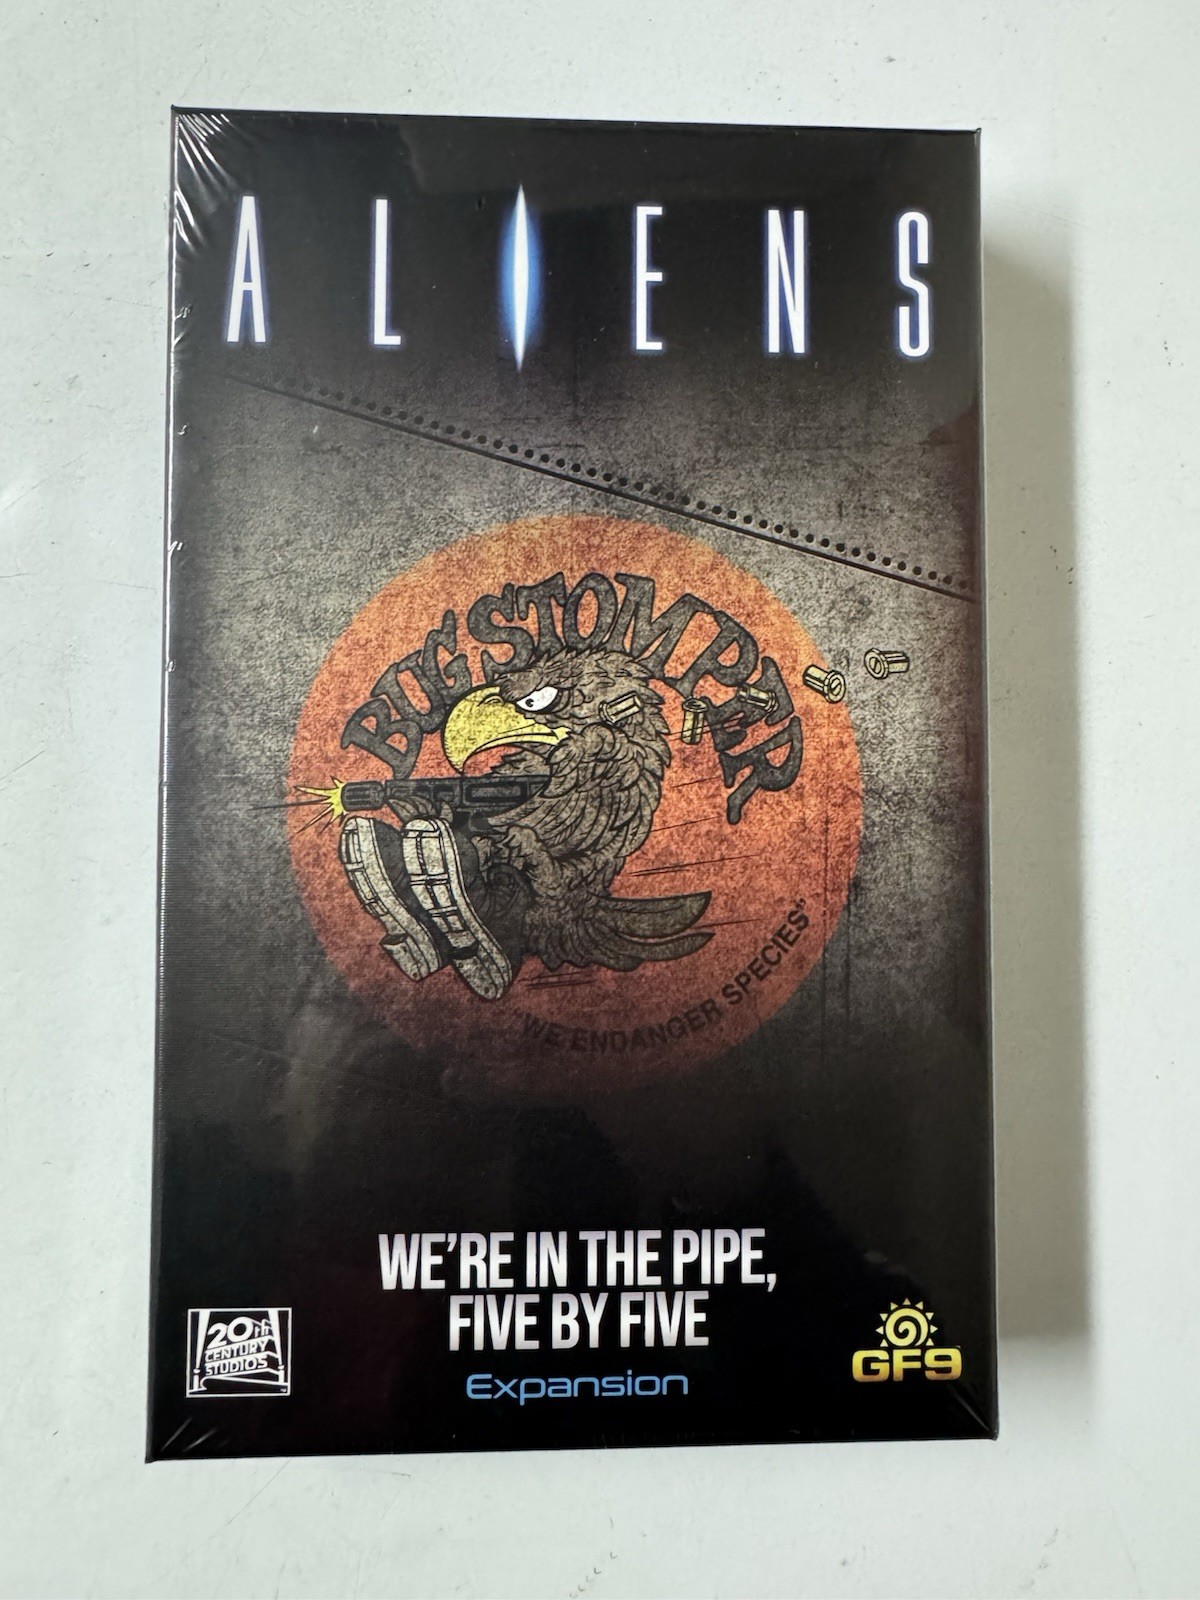 ALIENS
BUG STOMPER
"WE ENDANGER SPECIES"
WE'RE IN THE PIPE,
FIVE BY FIVE
Expansion
20th
CENTURY
STUDIOS
GF9